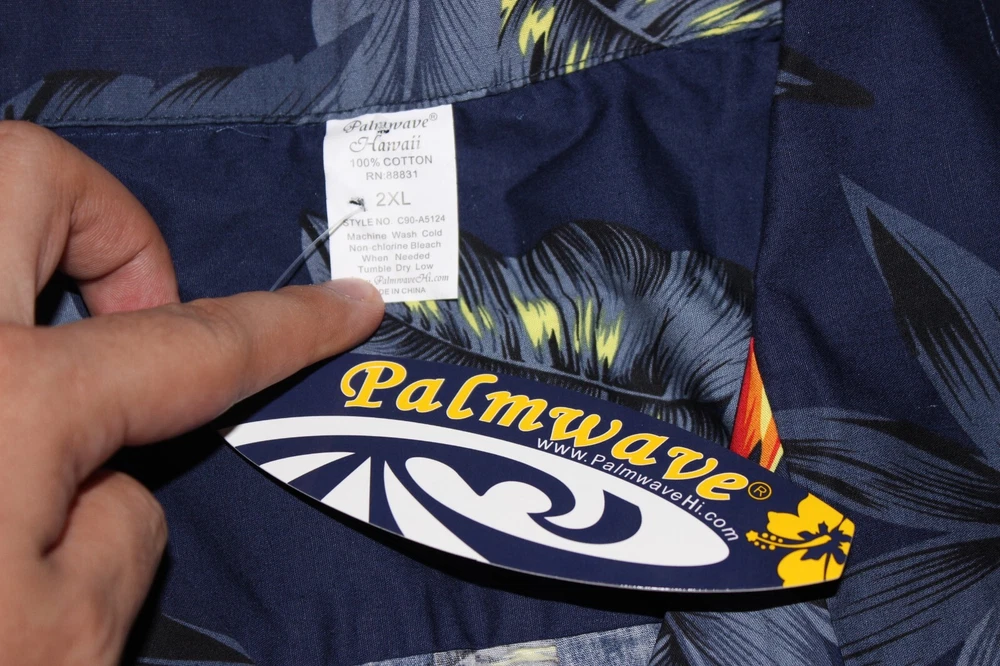 Palmwave®
Hawaii
100% COTTON
RN:88831
2XL
STYLE NO. C90-A5124
Machine Wash Cold
Non-chlorine Bleach
When Needed
Tumble Dry Low
PalmwaveHi.com
DE IN CHINA
Palmwave®
www.PalmwaveHi.com